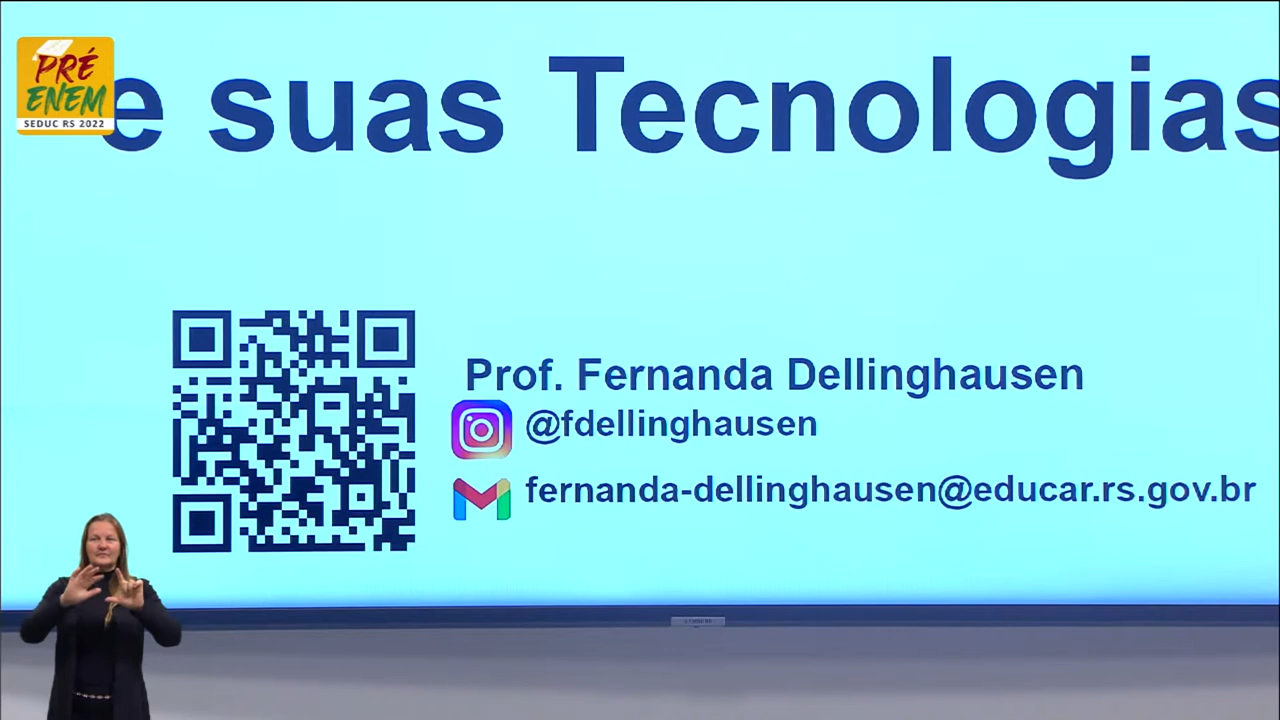 PRÉ
ENEM
SEDUC RS 2022
e suas Tecnologias
Prof. Fernanda Dellinghausen
@fdellinghausen
fernanda-dellinghausen@educar.rs.gov.br